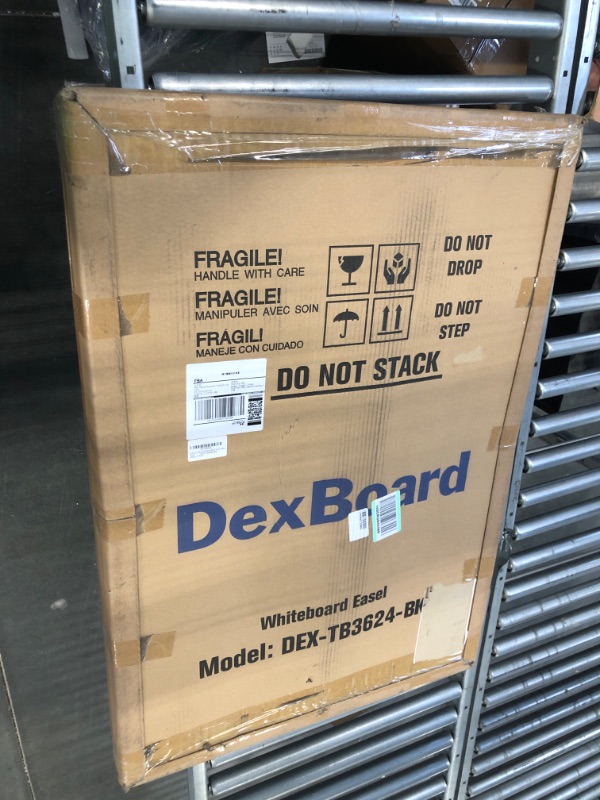 FRAGILE!
HANDLE WITH CARE
FRAGILE!
MANIPULER AVEC SOIN
FRÁGIL!
MANEJE CON CUIDADO
DO NOT
DROP
DO NOT
STEP
DO NOT STACK
DexBoard
Whiteboard Easel
Model: DEX-TB3624-BK